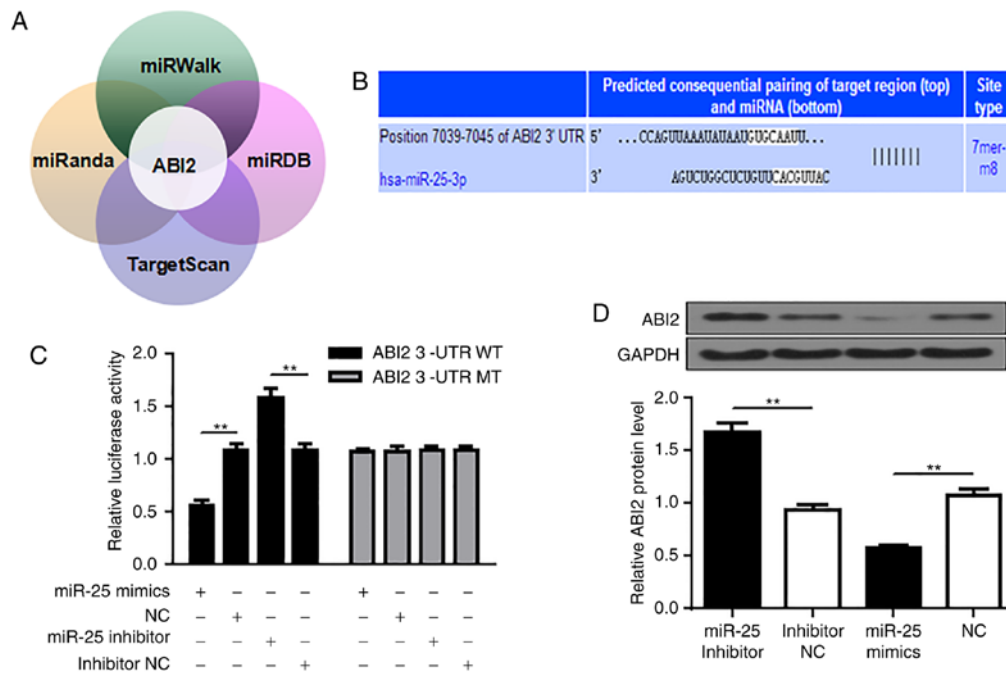 A
miRWalk
miRanda
ABI2
miRDB
TargetScan
B
Predicted consequential pairing of target region (top)
and miRNA (bottom)
Site
type
Position 7039-7045 of ABI2 3' UTR 5' ...CCAGUUAAAUAUAAUGUGCAAUU...
hsa-miR-25-3p 3' AGUCUGGCUCUGUUCACGUUAC
7mer-
m8
C
Relative luciferase activity
2.0
1.5
1.0
0.5
0.0
** **
ABI2 3 -UTR WT
ABI2 3 -UTR MT
miR-25 mimics + – – – + – – –
NC – + – – – + – –
miR-25 inhibitor – – + – – – + –
Inhibitor NC – – – + – – – +
D
ABI2
GAPDH
Relative ABI2 protein level
2.0
1.5
1.0
0.5
0.0
** **
miR-25 Inhibitor miR-25 NC
Inhibitor NC mimics